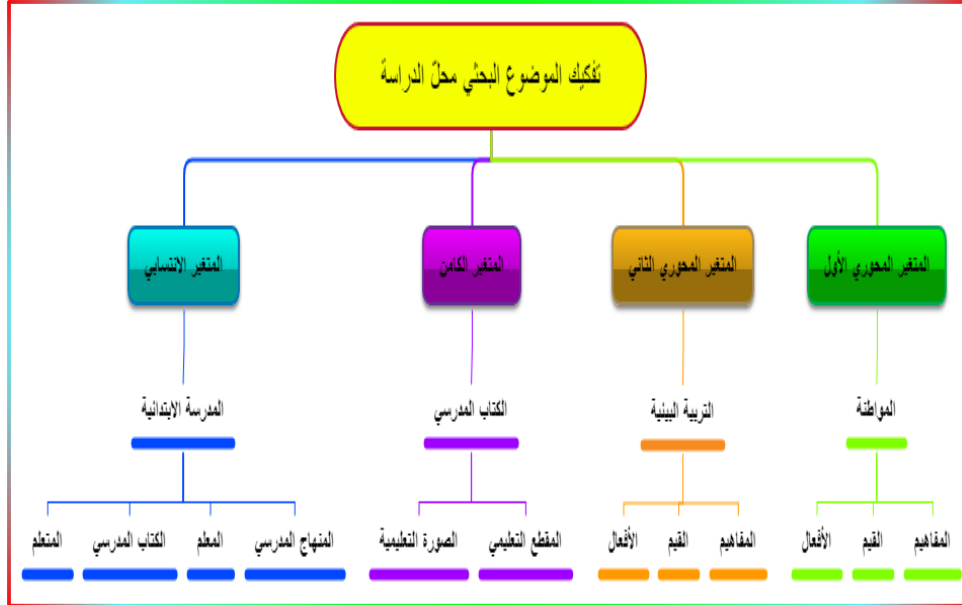 تفكيك الموضوع البحثي محلّ الدراسة
المتغير المحوري الأول
المتغير المحوري الثاني
المتغير الكامن
المتغير الانتسابي
المواطنة
التربية البيئية
الكتاب المدرسي
المدرسة الابتدائية
المفاهيم
القيم
الأفعال
المفاهيم
القيم
الأفعال
المقطع التعليمي
الصورة التعليمية
المنهاج المدرسي
المعلم
الكتاب المدرسي
المتعلم